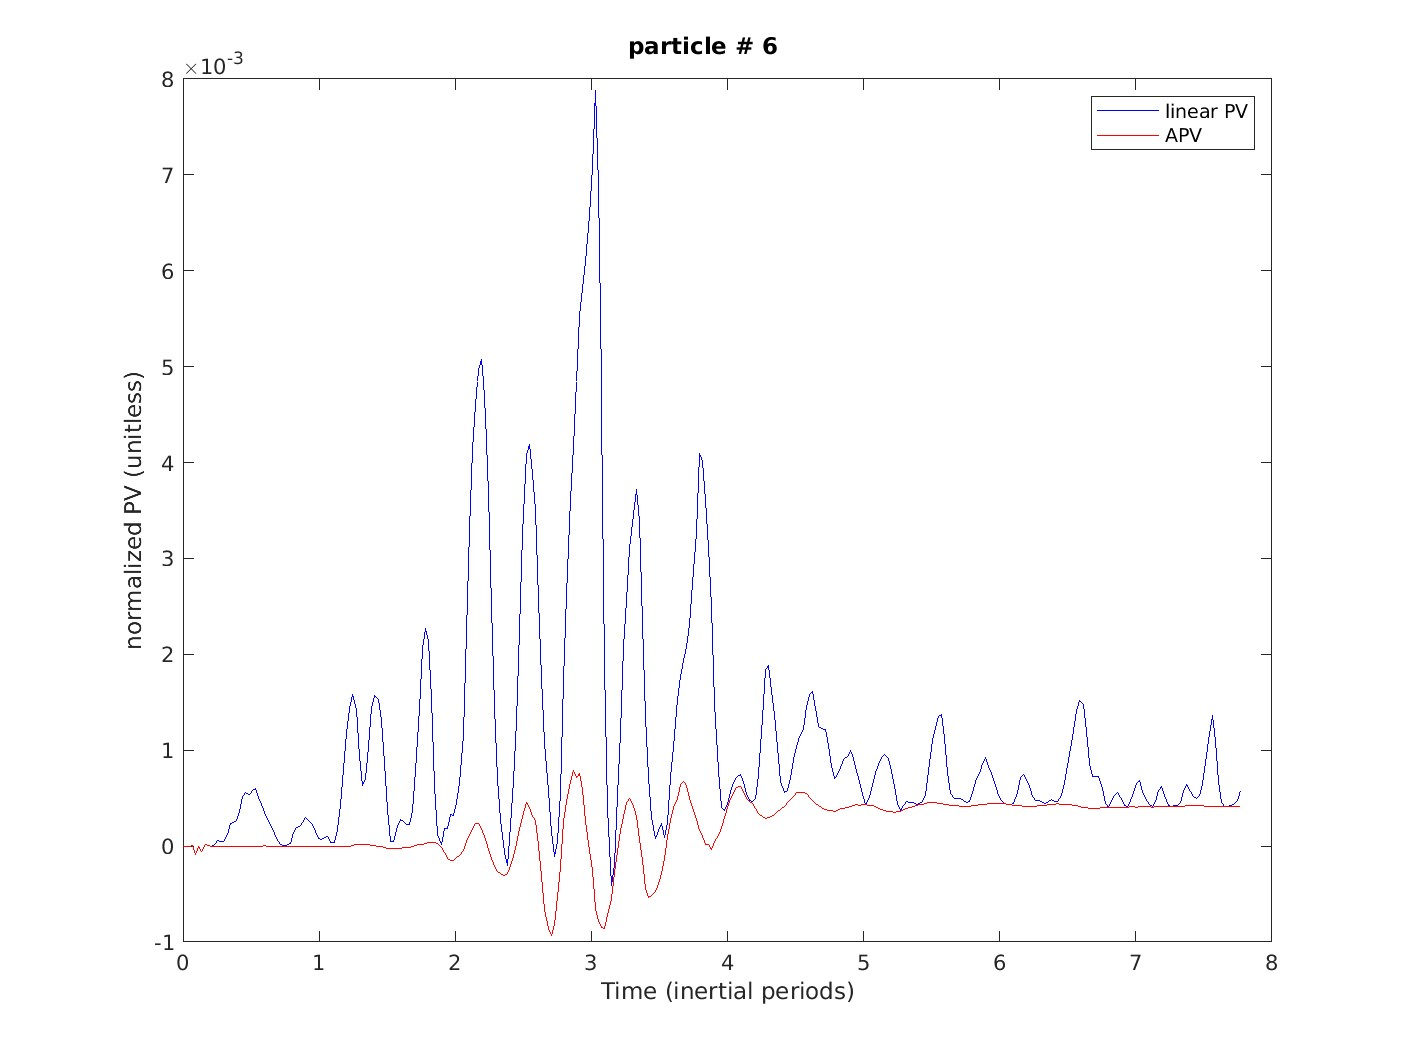 particle # 6
×10-3
8
7
6
5
4
3
2
1
0
-1
normalized PV (unitless)
linear PV
APV
0 1 2 3 4 5 6 7 8
Time (inertial periods)